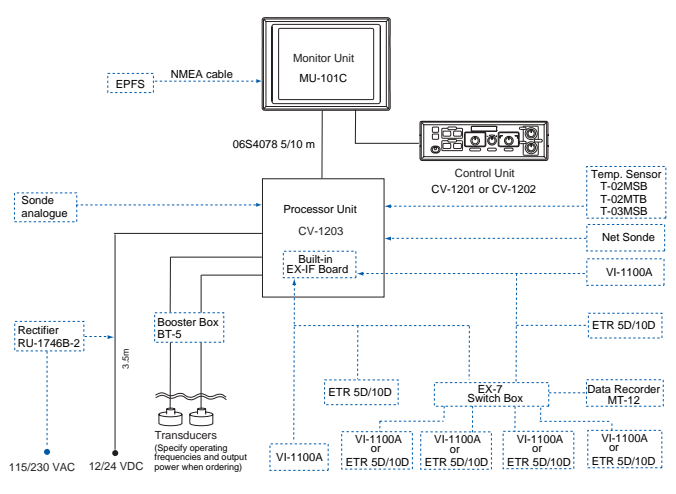 Monitor Unit
MU-101C
EPFS
NMEA cable
06S4078 5/10 m
Control Unit
CV-1201 or CV-1202
Temp. Sensor
T-02MSB
T-02MTB
T-03MSB
Sonde
analogue
Processor Unit
CV-1203
Net Sonde
Built-in
EX-IF Board
VI-1100A
Rectifier
RU-1746B-2
3.5m
Booster Box
BT-5
ETR 5D/10D
ETR 5D/10D
EX-7
Switch Box
Data Recorder
MT-12
Transducers
(Specify operating
frequencies and output
power when ordering)
VI-1100A
VI-1100A
or
ETR 5D/10D
VI-1100A
or
ETR 5D/10D
VI-1100A
or
ETR 5D/10D
VI-1100A
or
ETR 5D/10D
115/230 VAC
12/24 VDC